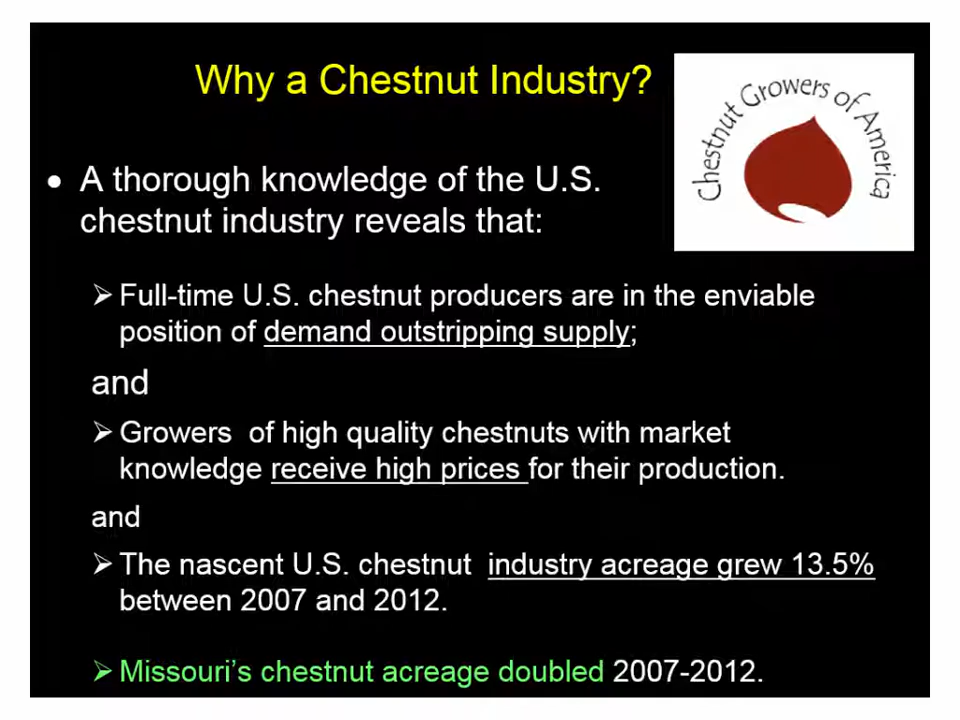 Why a Chestnut Industry?
Chestnut Growers of America
• A thorough knowledge of the U.S.
chestnut industry reveals that:
➢ Full-time U.S. chestnut producers are in the enviable
position of demand outstripping supply;
and
➢ Growers of high quality chestnuts with market
knowledge receive high prices for their production.
and
➢ The nascent U.S. chestnut industry acreage grew 13.5%
between 2007 and 2012.
➢ Missouri's chestnut acreage doubled 2007-2012.